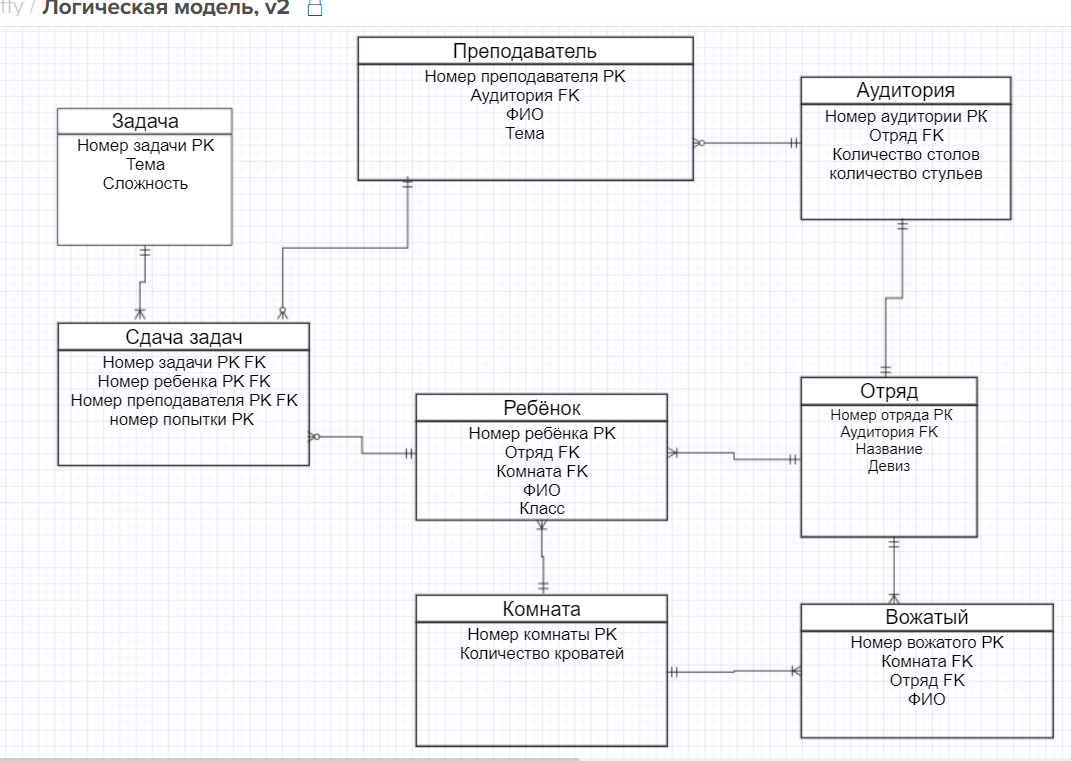 tty / Логическая модель, v2
Преподаватель
Номер преподавателя PK
Аудитория FK
ФИО
Тема
Аудитория
Номер аудитории PK
Отряд FK
Количество столов
количество стульев
Задача
Номер задачи PK
Тема
Сложность
Сдача задач
Номер задачи PK FK
Номер ребенка PK FK
Номер преподавателя PK FK
номер попытки PK
Ребёнок
Номер ребёнка PK
Отряд FK
Комната FK
ФИО
Класс
Отряд
Номер отряда PK
Аудитория FK
Название
Девиз
Комната
Номер комнаты PK
Количество кроватей
Вожатый
Номер вожатого PK
Комната FK
Отряд FK
ФИО